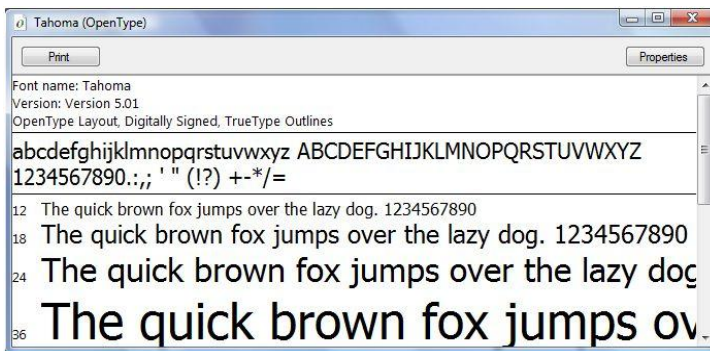 Tahoma (OpenType)
Print
Properties
Font name: Tahoma
Version: Version 5.01
OpenType Layout, Digitally Signed, TrueType Outlines
abcdefghijklmnopqrstuvwxyz ABCDEFGHIJKLMNOPQRSTUVWXYZ
1234567890.:,; ' " (!?) +-*/=
12 The quick brown fox jumps over the lazy dog. 1234567890
18 The quick brown fox jumps over the lazy dog. 1234567890
24 The quick brown fox jumps over the lazy dog
36 The quick brown fox jumps ov